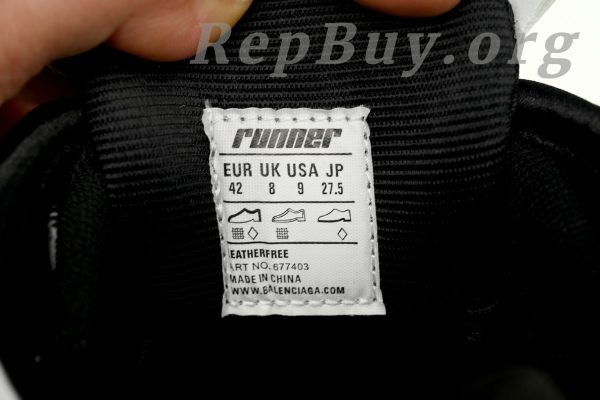 RepBuy.org
runner
EUR UK USA JP
42 8 9 27.5
EATHERFREE
ART NO. 677403
MADE IN CHINA
WWW.BALENCIAGA.COM